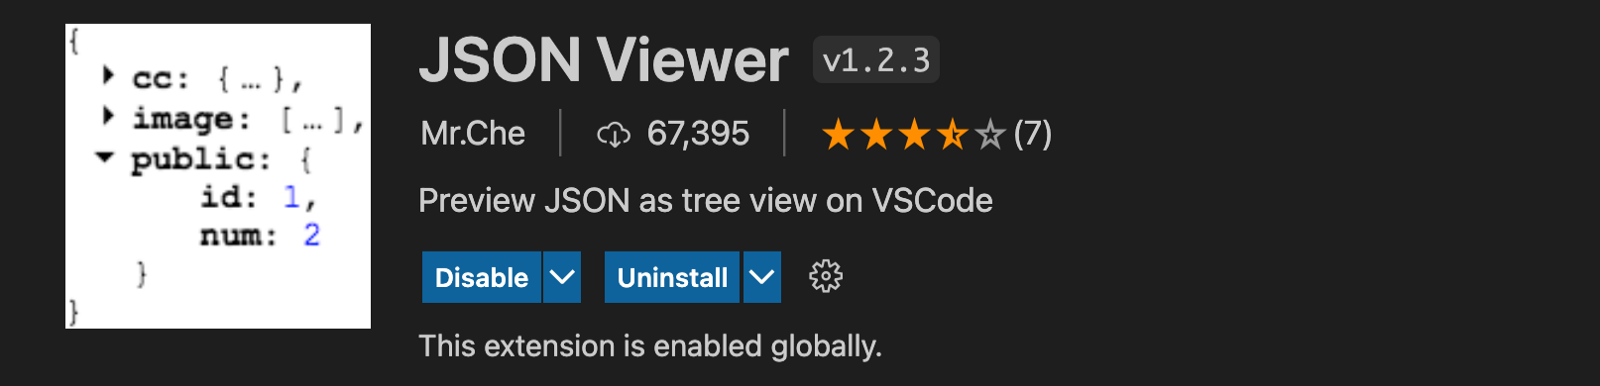 {
cc: { ... },
image: [ ... ],
public: {
id: 1,
num: 2
}
}
JSON Viewer v1.2.3
Mr.Che 67,395 (7)
Preview JSON as tree view on VSCode
Disable Uninstall
This extension is enabled globally.